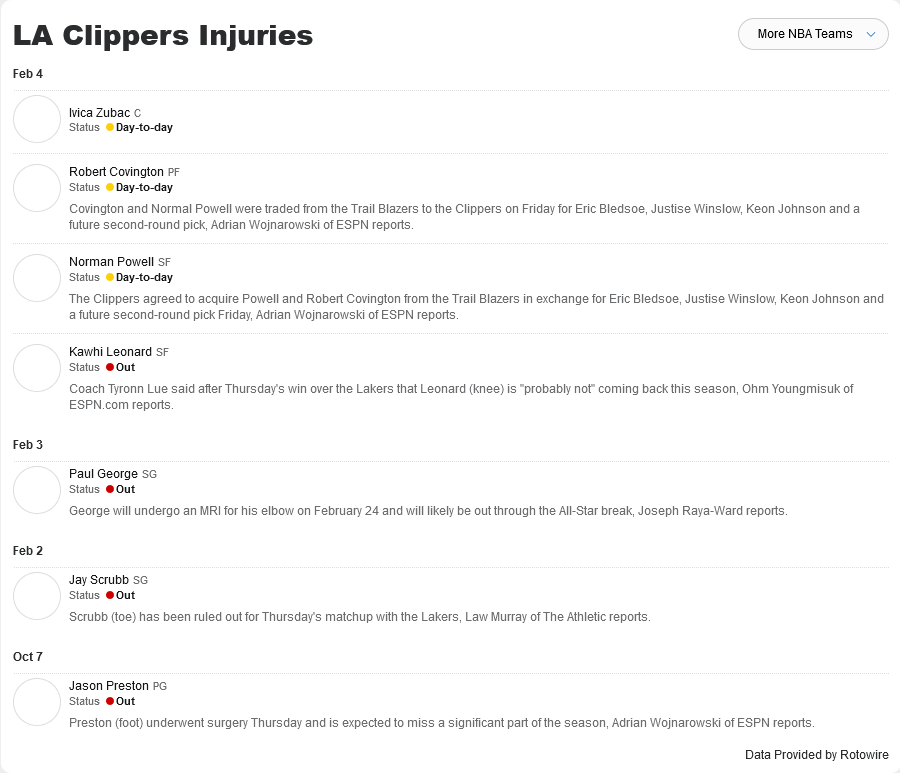 LA Clippers Injuries
More NBA Teams
Feb 4
Ivica Zubac C
Status Day-to-day
Robert Covington PF
Status Day-to-day
Covington and Normal Powell were traded from the Trail Blazers to the Clippers on Friday for Eric Bledsoe, Justise Winslow, Keon Johnson and a
future second-round pick, Adrian Wojnarowski of ESPN reports.
Norman Powell SF
Status Day-to-day
The Clippers agreed to acquire Powell and Robert Covington from the Trail Blazers in exchange for Eric Bledsoe, Justise Winslow, Keon Johnson and
a future second-round pick Friday, Adrian Wojnarowski of ESPN reports.
Kawhi Leonard SF
Status Out
Coach Tyronn Lue said after Thursday's win over the Lakers that Leonard (knee) is "probably not" coming back this season, Ohm Youngmisuk of
ESPN.com reports.
Feb 3
Paul George SG
Status Out
George will undergo an MRI for his elbow on February 24 and will likely be out through the All-Star break, Joseph Raya-Ward reports.
Feb 2
Jay Scrubb SG
Status Out
Scrubb (toe) has been ruled out for Thursday's matchup with the Lakers, Law Murray of The Athletic reports.
Oct 7
Jason Preston PG
Status Out
Preston (foot) underwent surgery Thursday and is expected to miss a significant part of the season, Adrian Wojnarowski of ESPN reports.
Data Provided by Rotowire